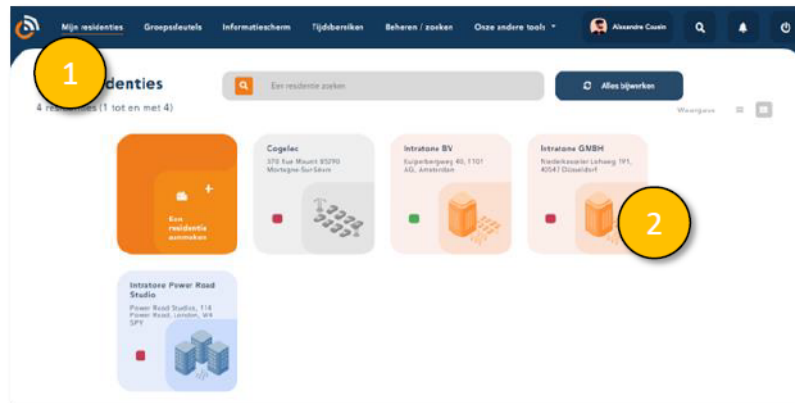 Mijn residenties Groepssleutels Informatiescherm Tijdsbereiken Beheren / zoeken Onze andere tools Alexandre Cousin
1
denties
4 residenties (1 tot en met 4)
Een residentie zoeken
Alles bijwerken
Weergave
Een
residentie
aanmaken
Cogelec
370 Rue Maunit 85290
Mortagne-Sur-Sèvre
Intratone BV
Kuiperbergweg 40, 1101
AG, Amsterdam
Intratone GMBH
Niederkasseler Lohweg 191,
40547 Düsseldorf
2
Intratone Power Road
Studio
Power Road Studios, 114
Power Road, London, W4
5PY